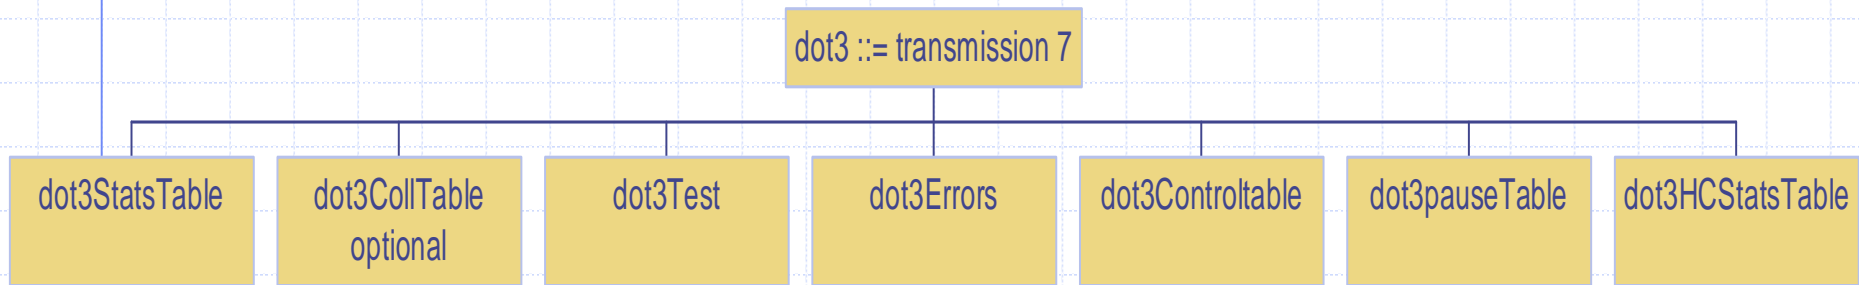 dot3 ::= transmission 7
dot3StatsTable
dot3CollTable
optional
dot3Test
dot3Errors
dot3Controltable
dot3pauseTable
dot3HCStatsTable